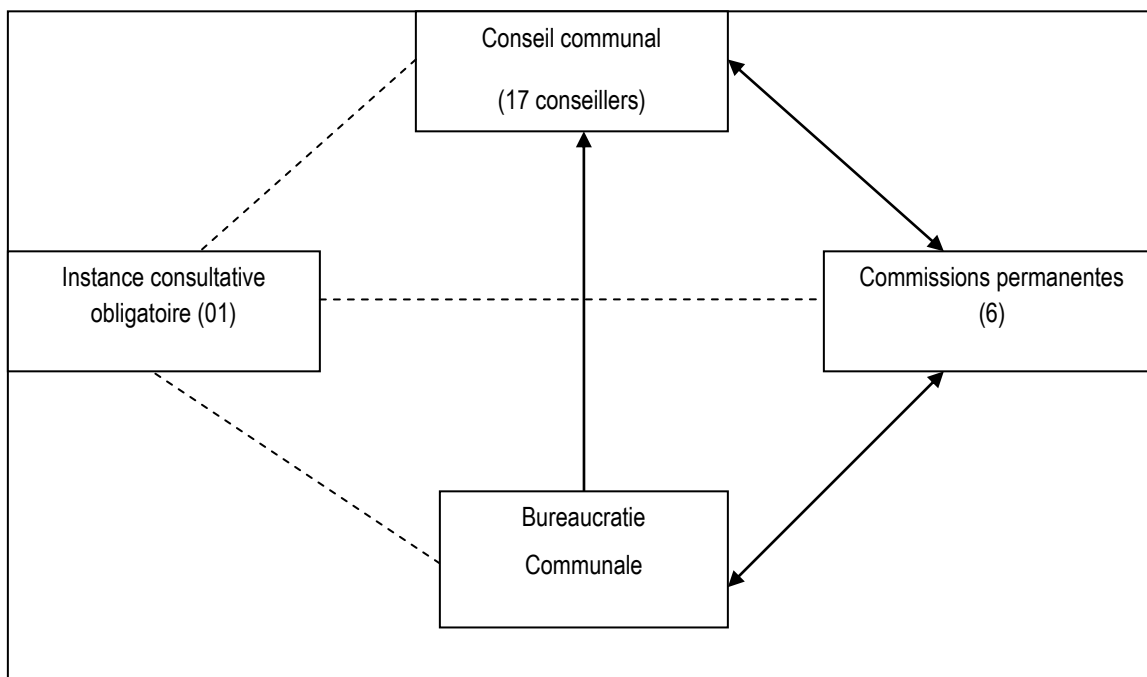 Conseil communal
(17 conseillers)
Instance consultative
obligatoire (01)
Commissions permanentes
(6)
Bureaucratie
Communale